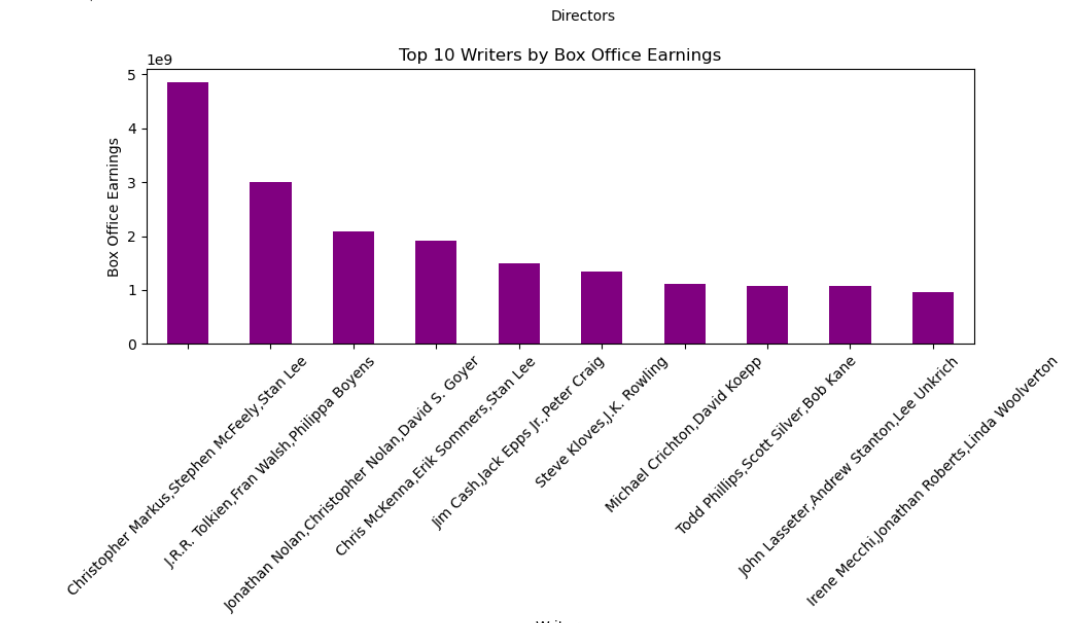 Directors
Top 10 Writers by Box Office Earnings
1e9
5
4
3
2
1
0
Box Office Earnings
Christopher Markus,Stephen McFeely,Stan Lee
J.R.R. Tolkien,Fran Walsh,Philippa Boyens
Jonathan Nolan,Christopher Nolan,David S. Goyer
Chris McKenna,Erik Sommers,Stan Lee
Jim Cash,Jack Epps Jr.,Peter Craig
Steve Kloves,J.K. Rowling
Michael Crichton,David Koepp
Todd Phillips,Scott Silver,Bob Kane
John Lasseter,Andrew Stanton,Lee Unkrich
Irene Mecchi,Jonathan Roberts,Linda Woolverton